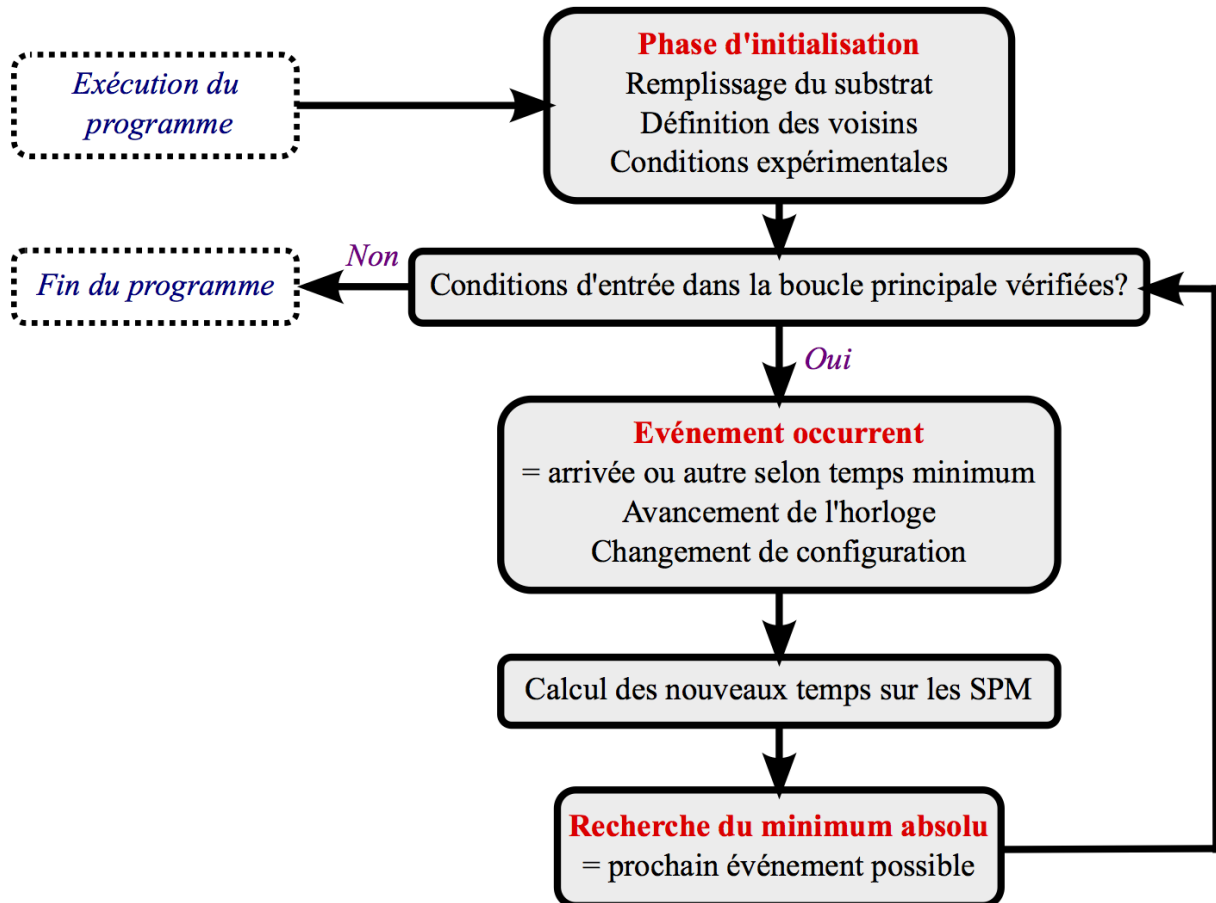 Exécution du
programme
Phase d'initialisation
Remplissage du substrat
Définition des voisins
Conditions expérimentales
Fin du programme
Non
Conditions d'entrée dans la boucle principale vérifiées?
Oui
Evénement occurrent
= arrivée ou autre selon temps minimum
Avancement de l'horloge
Changement de configuration
Calcul des nouveaux temps sur les SPM
Recherche du minimum absolu
= prochain événement possible